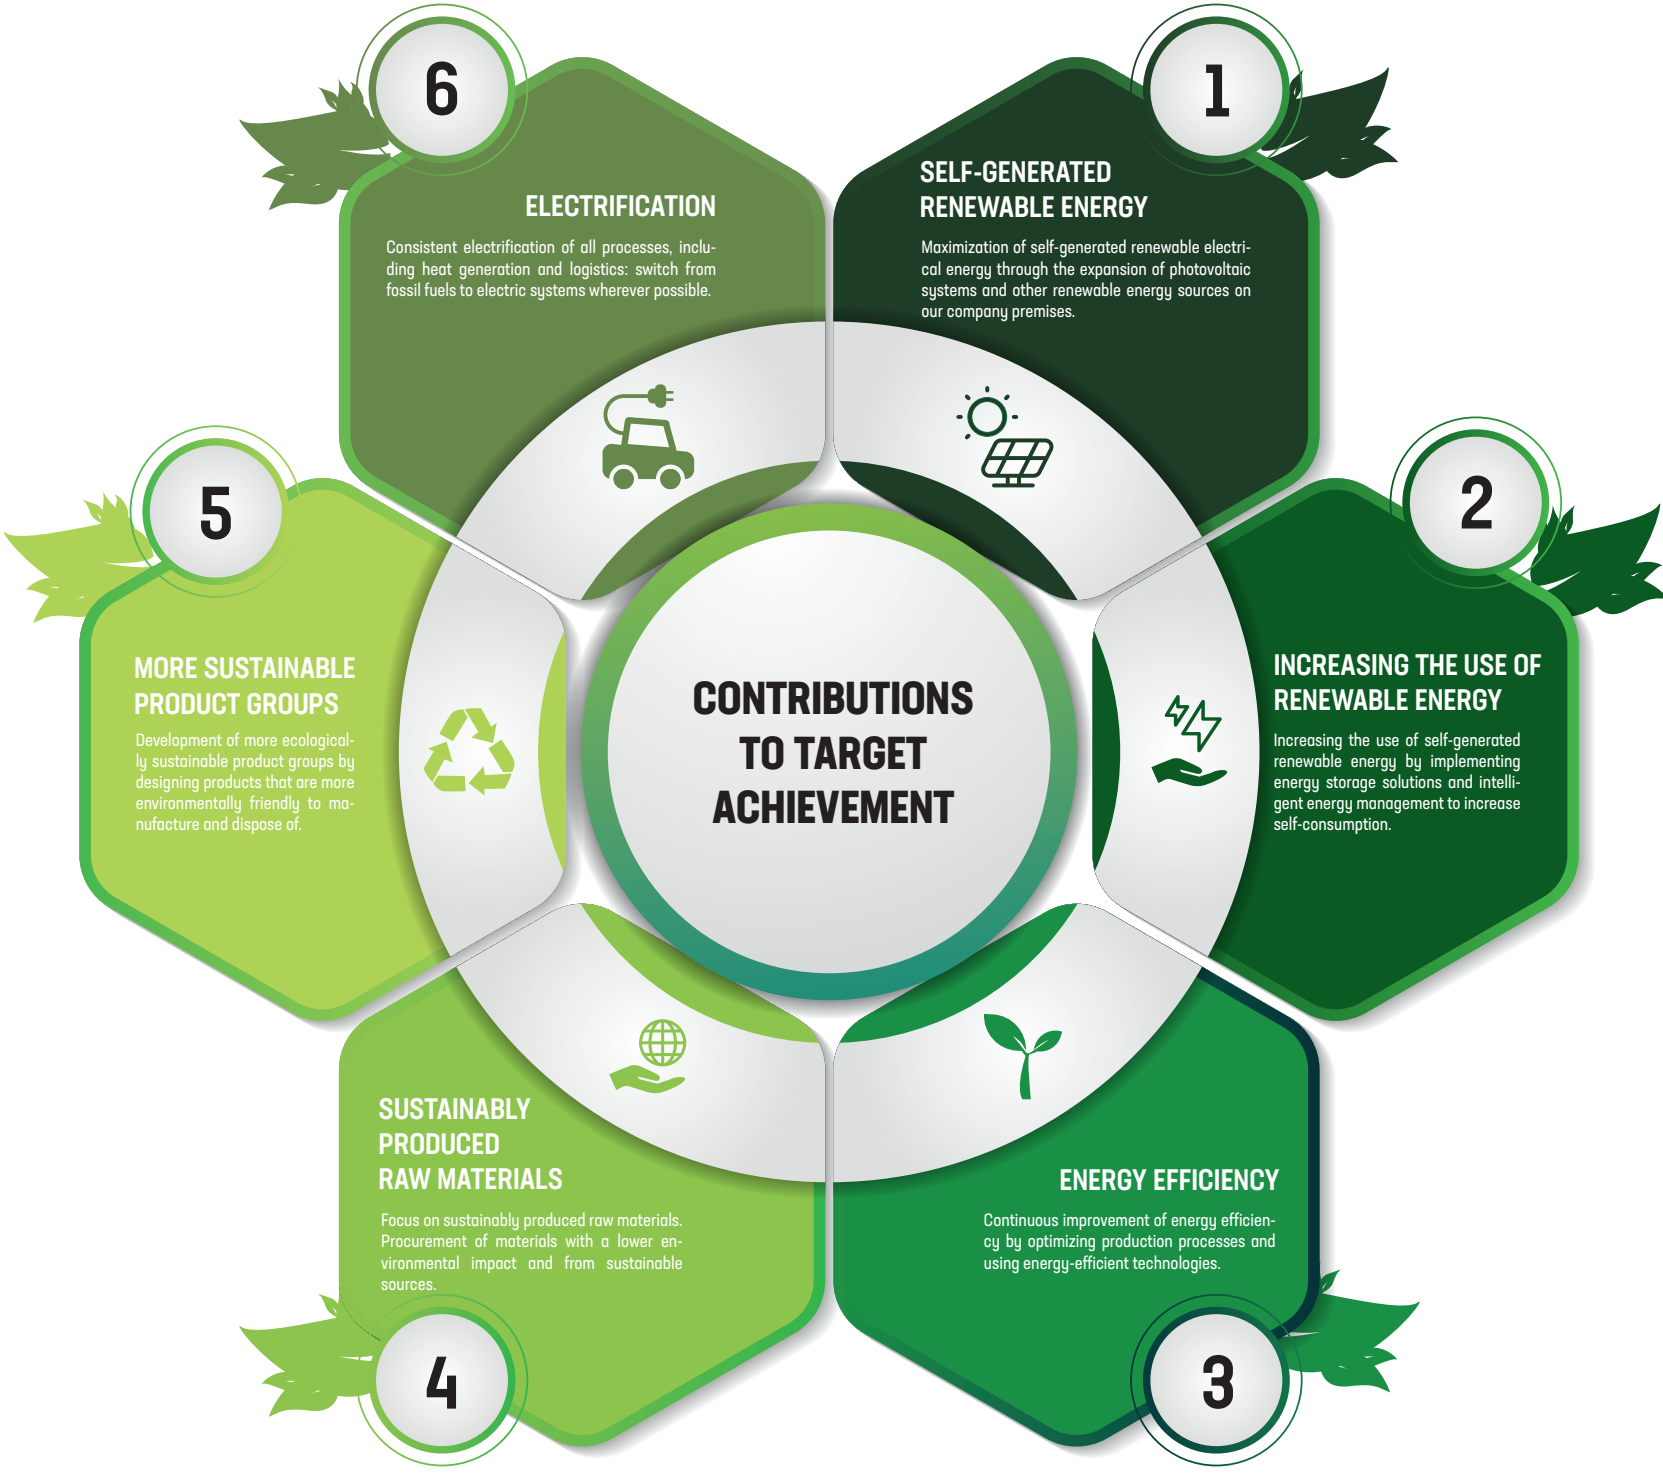 CONTRIBUTIONS
TO TARGET
ACHIEVEMENT
1
SELF-GENERATED
RENEWABLE ENERGY
Maximization of self-generated renewable electri-
cal energy through the expansion of photovoltaic
systems and other renewable energy sources on
our company premises.
2
INCREASING THE USE OF
RENEWABLE ENERGY
Increasing the use of self-generated
renewable energy by implementing
energy storage solutions and intelli-
gent energy management to increase
self-consumption.
3
ENERGY EFFICIENCY
Continuous improvement of energy efficien-
cy by optimizing production processes and
using energy-efficient technologies.
4
SUSTAINABLY
PRODUCED
RAW MATERIALS
Focus on sustainably produced raw materials.
Procurement of materials with a lower en-
vironmental impact and from sustainable
sources.
5
MORE SUSTAINABLE
PRODUCT GROUPS
Development of more ecological-
ly sustainable product groups by
designing products that are more
environmentally friendly to ma-
nufacture and dispose of.
6
ELECTRIFICATION
Consistent electrification of all processes, inclu-
ding heat generation and logistics: switch from
fossil fuels to electric systems wherever possible.